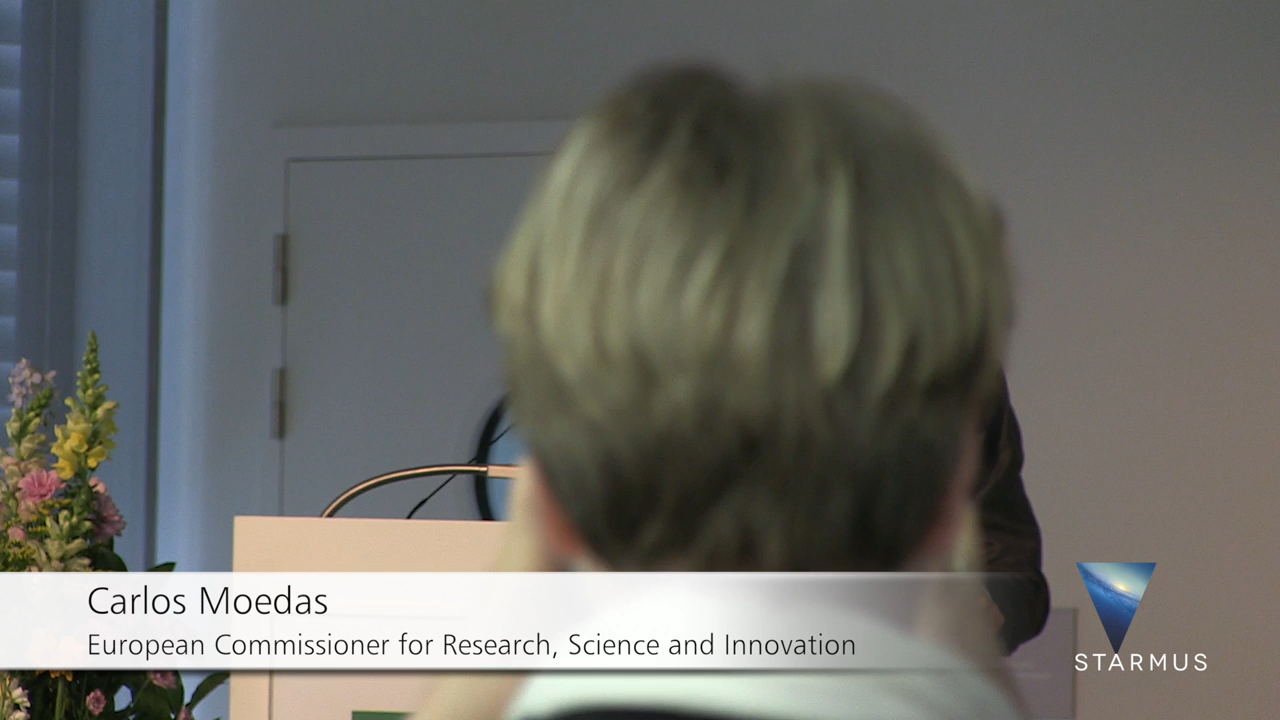 Carlos Moedas
European Commissioner for Research, Science and Innovation
STARMUS